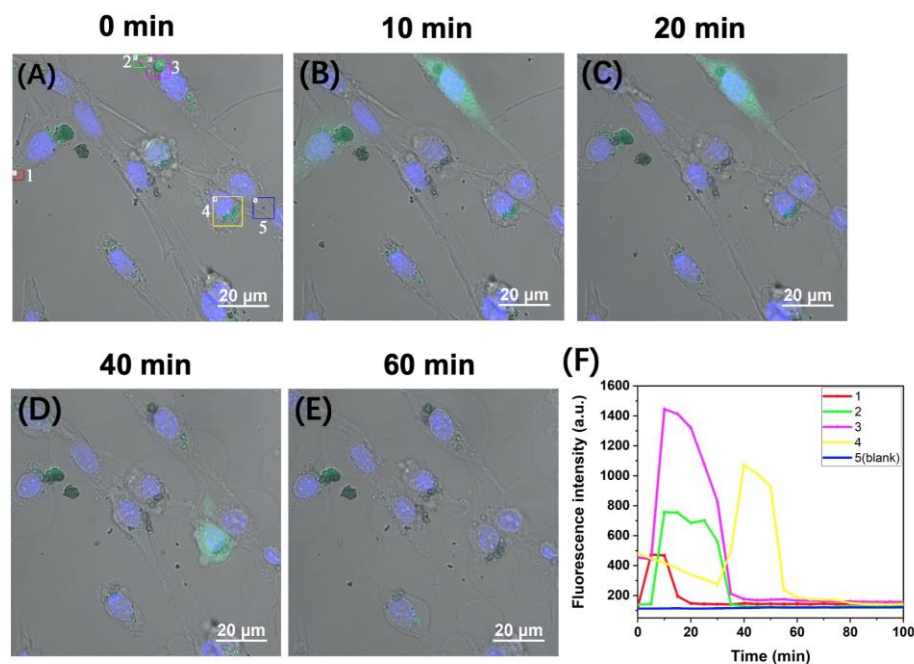 0 min
10 min
20 min
(A)
2
3
1
4
5
20 µm
(B)
20 µm
(C)
20 µm
40 min
60 min
(D)
20 µm
(E)
20 µm
(F)
Fluorescence intensity (a.u.)
1600
1400
1200
1000
800
600
400
200
0
20
40
60
80
100
Time (min)
1
2
3
4
5(blank)